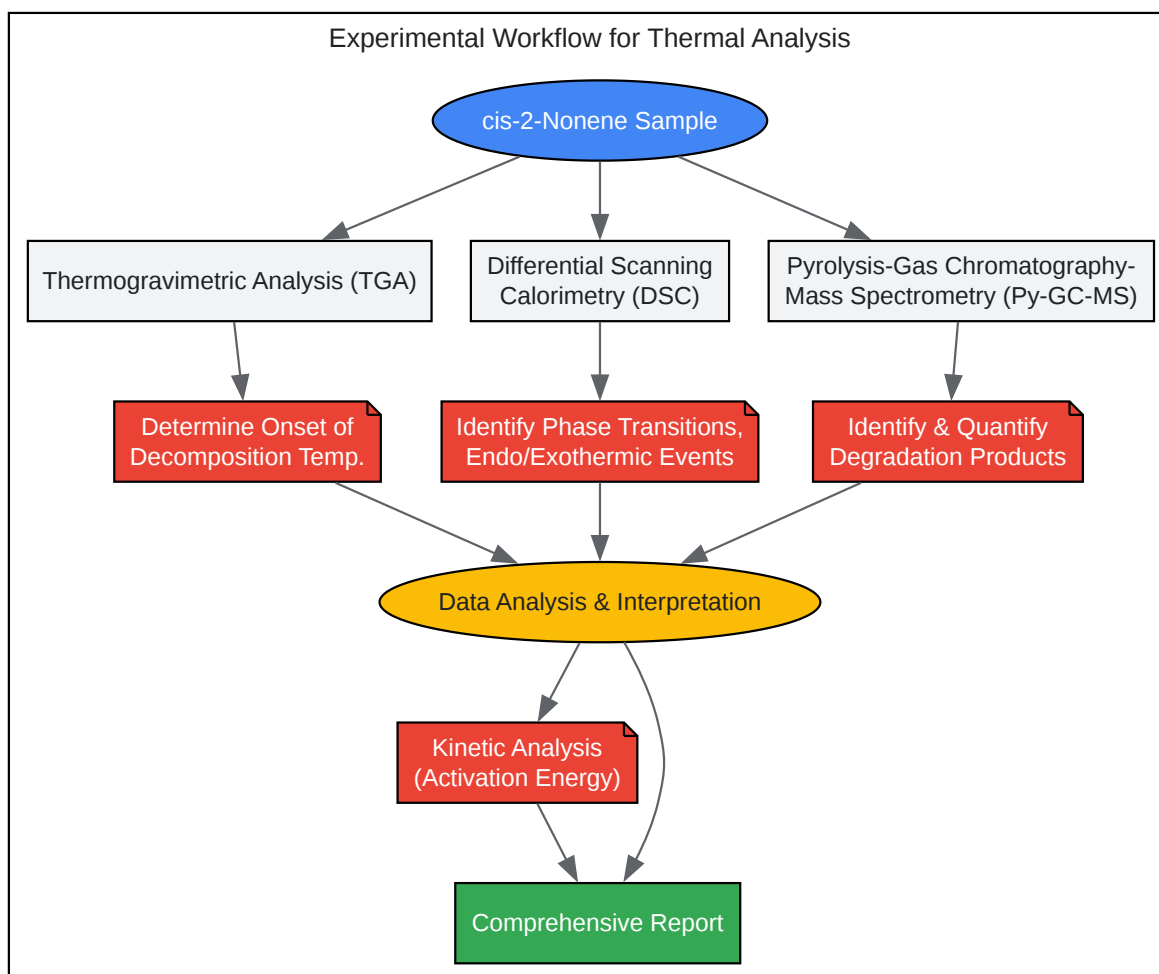 Experimental Workflow for Thermal Analysis
cis-2-Nonene Sample
Thermogravimetric Analysis (TGA)
Differential Scanning
Calorimetry (DSC)
Pyrolysis-Gas Chromatography-
Mass Spectrometry (Py-GC-MS)
Determine Onset of
Decomposition Temp.
Identify Phase Transitions,
Endo/Exothermic Events
Identify & Quantify
Degradation Products
Data Analysis & Interpretation
Kinetic Analysis
(Activation Energy)
Comprehensive Report